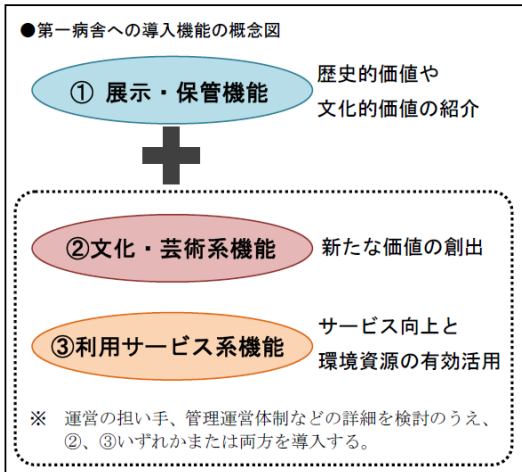 ●第一病舎への導入機能の概念図
① 展示・保管機能
歴史的価値や
文化的価値の紹介
②文化・芸術系機能
新たな価値の創出
③利用サービス系機能
サービス向上と
環境資源の有効活用
※ 運営の担い手、管理運営体制などの詳細を検討のうえ、
②、③いずれかまたは両方を導入する。